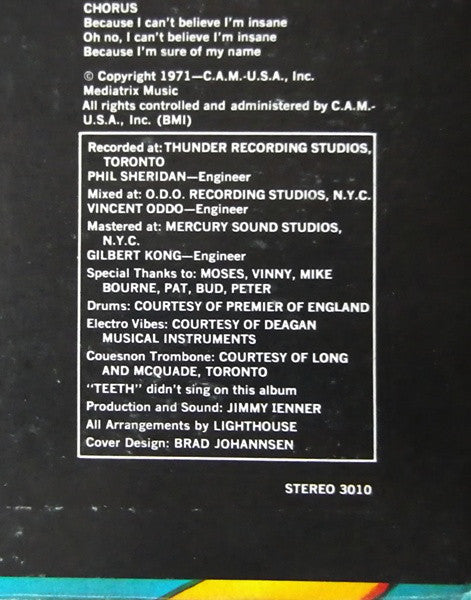 CHORUS
Because I can't believe I'm insane
Oh no, I can't believe I'm insane
Because I'm sure of my name
© Copyright 1971—C.A.M.-U.S.A., Inc.
Mediatrix Music
All rights controlled and administered by C.A.M.-
U.S.A., Inc. (BMI)
Recorded at: THUNDER RECORDING STUDIOS,
TORONTO
PHIL SHERIDAN—Engineer
Mixed at: O.D.O. RECORDING STUDIOS, N.Y.C.
VINCENT ODDO—Engineer
Mastered at: MERCURY SOUND STUDIOS,
N.Y.C.
GILBERT KONG—Engineer
Special Thanks to: MOSES, VINNY, MIKE
BOURNE, PAT, BUD, PETER
Drums: COURTESY OF PREMIER OF ENGLAND
Electro Vibes: COURTESY OF DEAGAN
MUSICAL INSTRUMENTS
Couesnon Trombone: COURTESY OF LONG
AND MCQUADE, TORONTO
"TEETH" didn't sing on this album
Production and Sound: JIMMY IENNER
All Arrangements by LIGHTHOUSE
Cover Design: BRAD JOHANNSEN
STEREO 3010